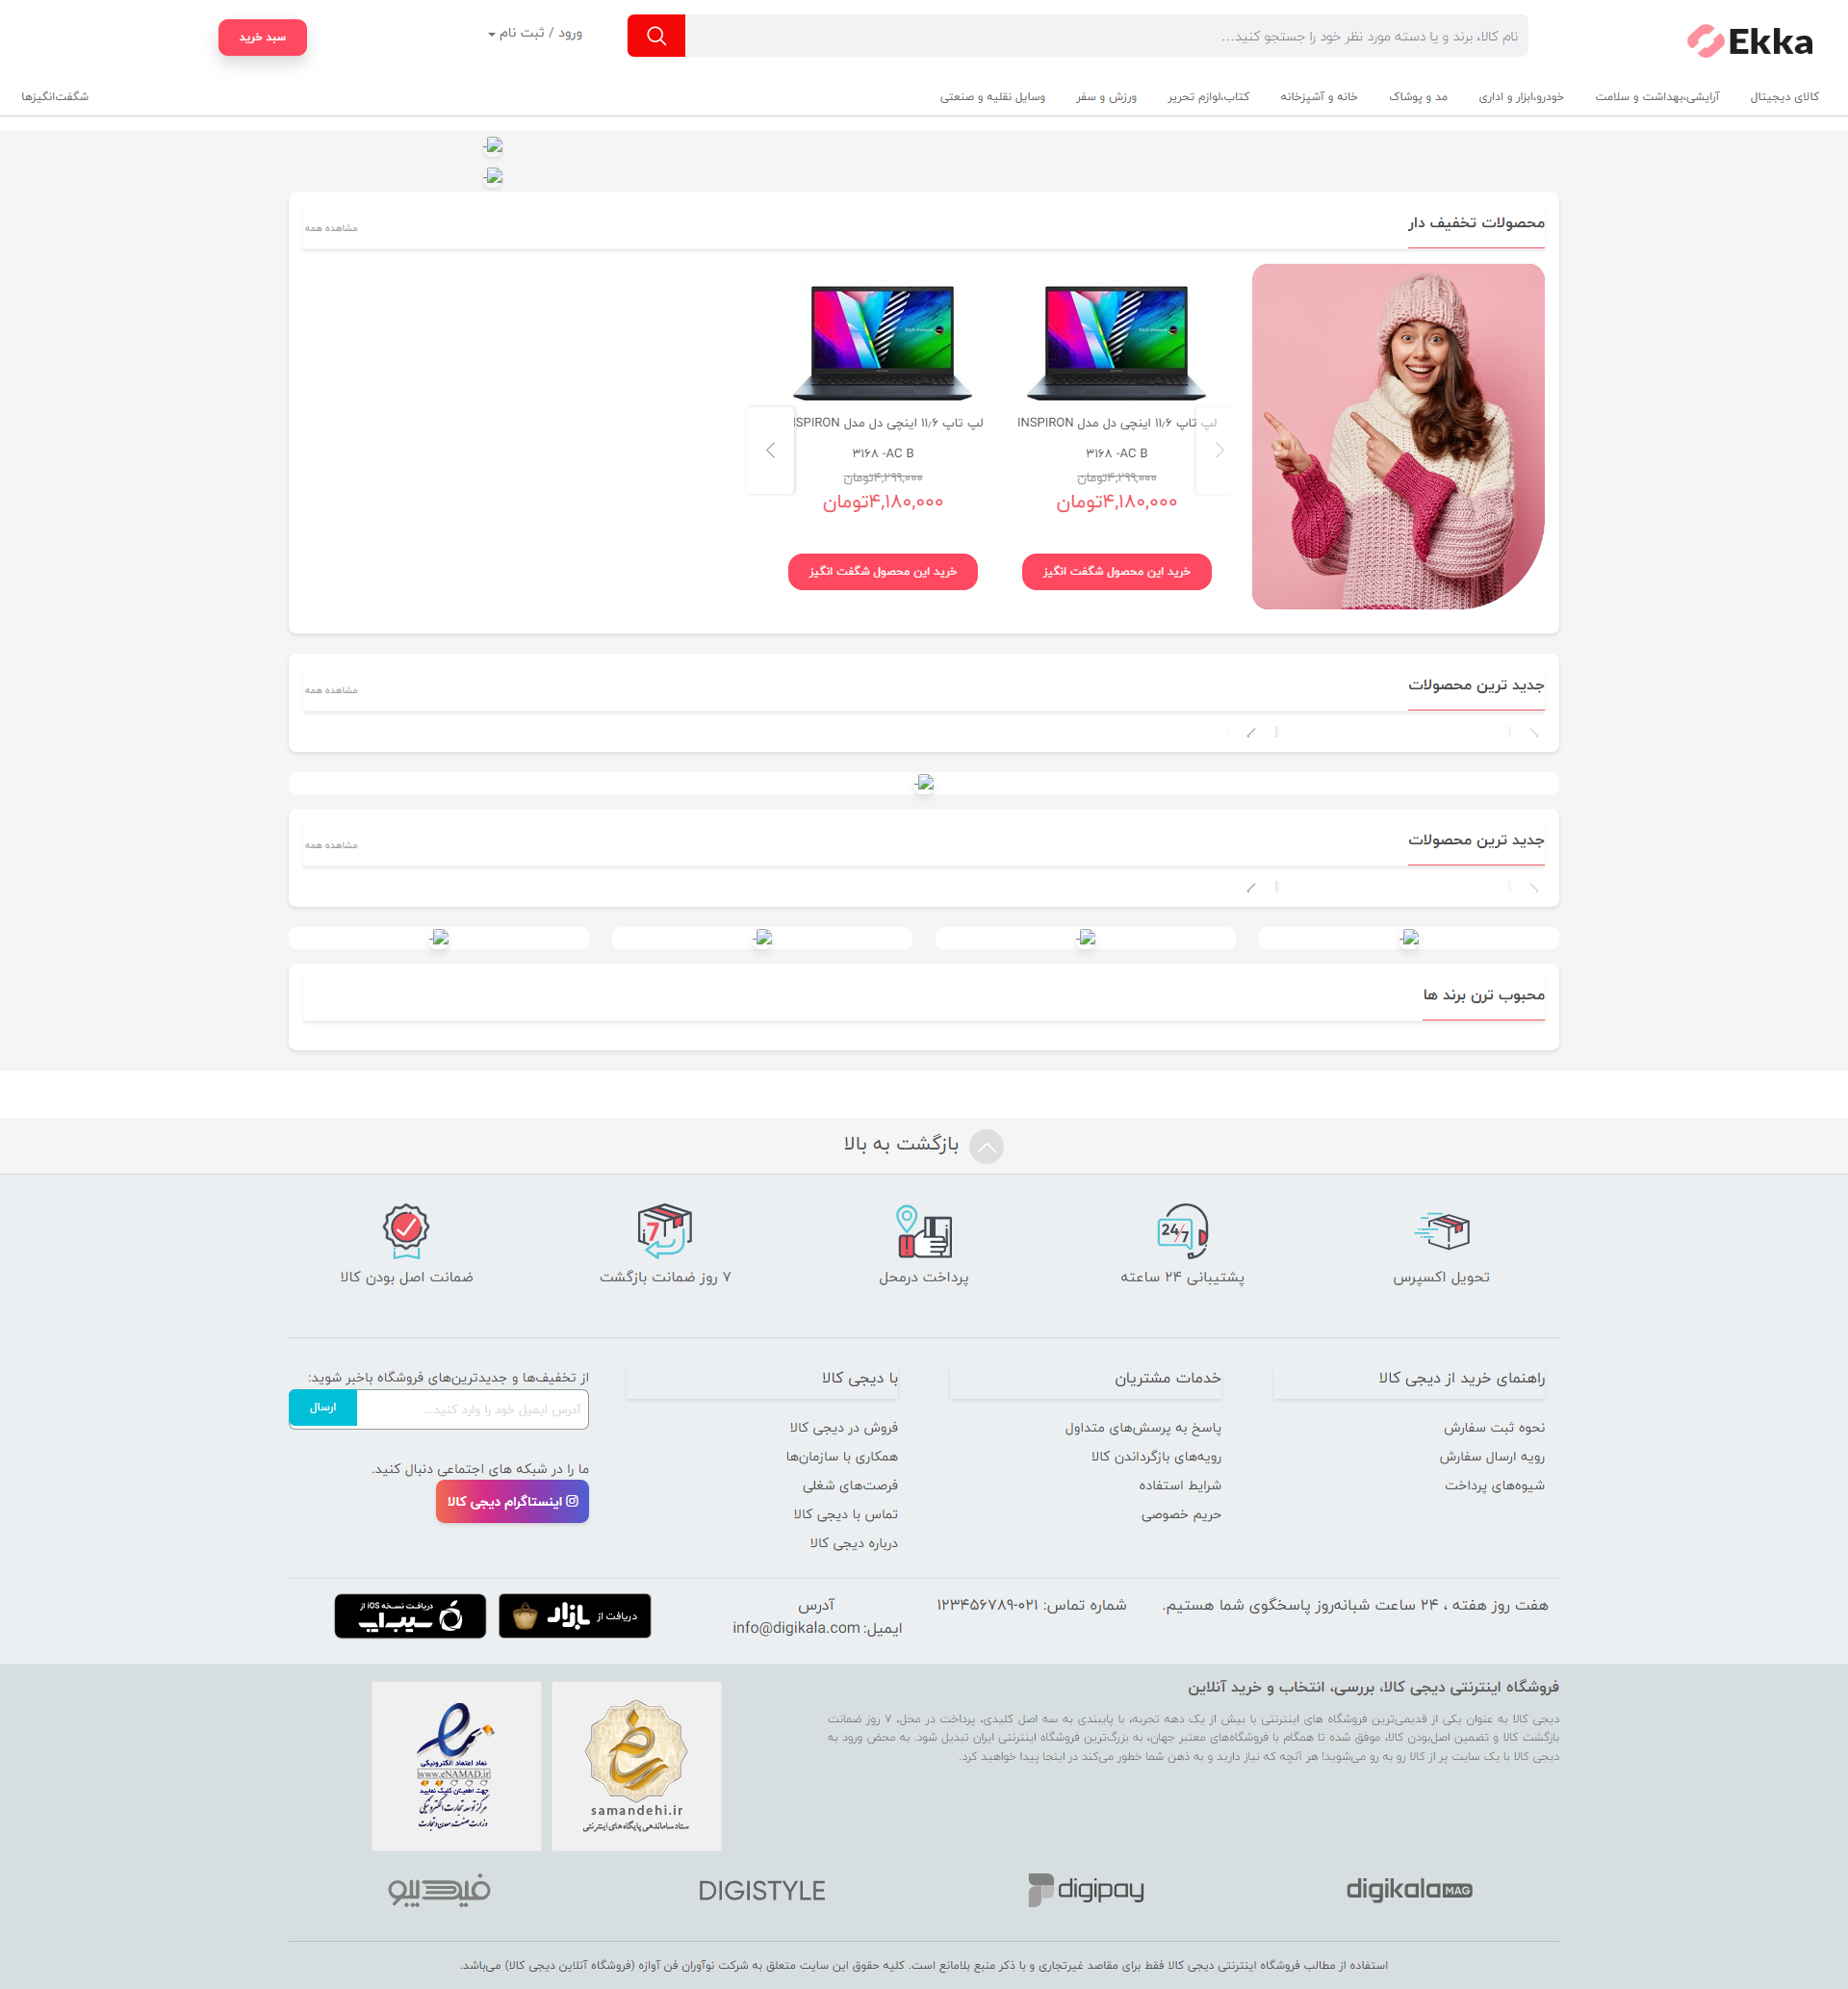 Ekka
نام کالا، برند و یا دسته مورد نظر خود را جستجو کنید...
ورود / ثبت نام
سبد خرید
کالای دیجیتال
آرایشی،بهداشت و سلامت
خودرو،ابزار و اداری
مد و پوشاک
خانه و آشپزخانه
کتاب،لوازم تحریر
ورزش و سفر
وسایل نقلیه و صنعتی
شگفت‌انگیزها
محصولات تخفیف دار
مشاهده همه
لپ تاپ ۱۱٫۶ اینچی دل مدل INSPIRON
۳۱۶۸ -AC B
۴,۲۹۹,۰۰۰تومان
۴,۱۸۰,۰۰۰تومان
خرید این محصول شگفت انگیز
لپ تاپ ۱۱٫۶ اینچی دل مدل NSPIRON
۳۱۶۸ -AC B
۴,۲۹۹,۰۰۰تومان
۴,۱۸۰,۰۰۰تومان
خرید این محصول شگفت انگیز
جدید ترین محصولات
مشاهده همه
جدید ترین محصولات
مشاهده همه
محبوب ترن برند ها
بازگشت به بالا
تحویل اکسپرس
24/7
پشتیبانی ۲۴ ساعته
پرداخت درمحل
7
۷ روز ضمانت بازگشت
ضمانت اصل بودن کالا
راهنمای خرید از دیجی کالا
نحوه ثبت سفارش
رویه ارسال سفارش
شیوه‌های پرداخت
خدمات مشتریان
پاسخ به پرسش‌های متداول
رویه‌های بازگرداندن کالا
شرایط استفاده
حریم خصوصی
با دیجی کالا
فروش در دیجی کالا
همکاری با سازمان‌ها
فرصت‌های شغلی
تماس با دیجی کالا
درباره دیجی کالا
از تخفیف‌ها و جدیدترین‌های فروشگاه باخبر شوید:
آدرس ایمیل خود را وارد کنید...
ارسال
ما را در شبکه های اجتماعی دنبال کنید.
اینستاگرام دیجی کالا
هفت روز هفته ، ۲۴ ساعت شبانه‌روز پاسخگوی شما هستیم.
شماره تماس: ۰۲۱-۱۲۳۴۵۶۷۸۹
آدرس
ایمیل: info@digikala.com
دریافت از بازار
دریافت نسخه iOS از
سیب‌اپ
فروشگاه اینترنتی دیجی کالا، بررسی، انتخاب و خرید آنلاین
دیجی کالا به عنوان یکی از قدیمی‌ترین فروشگاه های اینترنتی با بیش از یک دهه تجربه، با پایبندی به سه اصل کلیدی، پرداخت در محل، ۷ روز ضمانت
بازگشت کالا و تضمین اصل‌بودن کالا، موفق شده تا همگام با فروشگاه‌های معتبر جهان، به بزرگ‌ترین فروشگاه اینترنتی ایران تبدیل شود. به محض ورود به
دیجی کالا با یک سایت پر از کالا رو به رو می‌شوید! هر آنچه که نیاز دارید و به ذهن شما خطور می‌کند در اینجا پیدا خواهید کرد.
samandehi.ir
ستاد ساماندهی پایگاه های اینترنتی
نماد اعتماد الکترونیکی
www.eNAMAD.ir
جهت اطمینان کلیک نمایید
مرکز توسعه تجارت الکترونیکی
وزارت صنعت، معدن و تجارت
digikala MAG
digipay
DIGISTYLE
فیدیبو
استفاده از مطالب فروشگاه اینترنتی دیجی کالا فقط برای مقاصد غیرتجاری و با ذکر منبع بلامانع است. کلیه حقوق این سایت متعلق به شرکت نوآوران فن آوازه (فروشگاه آنلاین دیجی کالا) می‌باشد.